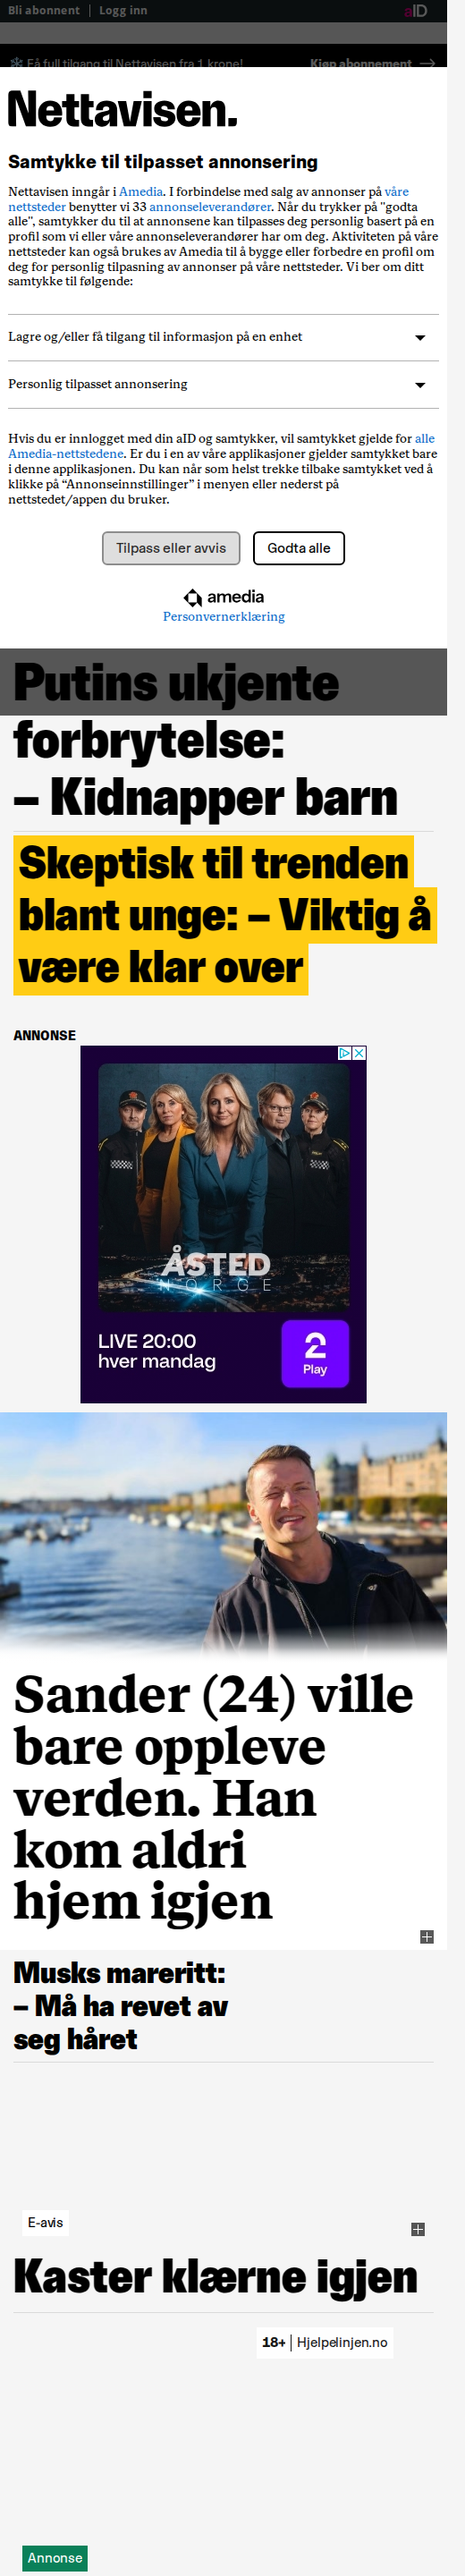 Bli abonnent | Logg inn
aID
Få full tilgang til Nettavisen fra 1 krone! Kjøp abonnement →
Nettavisen.
Samtykke til tilpasset annonsering
Nettavisen inngår i Amedia. I forbindelse med salg av annonser på våre
nettsteder benytter vi 33 annonseleverandører. Når du trykker på "godta
alle", samtykker du til at annonsene kan tilpasses deg personlig basert på en
profil som vi eller våre annonseleverandører har om deg. Aktiviteten på våre
nettsteder kan også brukes av Amedia til å bygge eller forbedre en profil om
deg for personlig tilpasning av annonser på våre nettsteder. Vi ber om ditt
samtykke til følgende:
Lagre og/eller få tilgang til informasjon på en enhet
Personlig tilpasset annonsering
Hvis du er innlogget med din aID og samtykker, vil samtykket gjelde for alle
Amedia-nettstedene. Er du i en av våre applikasjoner gjelder samtykket bare
i denne applikasjonen. Du kan når som helst trekke tilbake samtykket ved å
klikke på “Annonseinnstillinger” i menyen eller nederst på
nettstedet/appen du bruker.
Tilpass eller avvis
Godta alle
amedia
Personvernerklæring
Putins ukjente
forbrytelse:
– Kidnapper barn
Skeptisk til trenden
blant unge: – Viktig å
være klar over
ANNONSE
ÅSTED
NORGE
LIVE 20:00
hver mandag
2
Play
Sander (24) ville
bare oppleve
verden. Han
kom aldri
hjem igjen
Musks mareritt:
– Må ha revet av
seg håret
E-avis
Kaster klærne igjen
18+ | Hjelpelinjen.no
Annonse